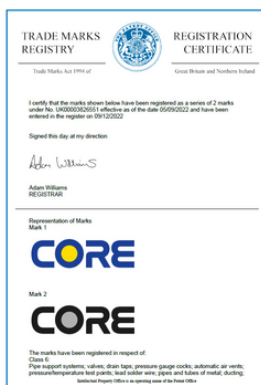 TRADE MARKS REGISTRATION
REGISTRY CERTIFICATE
Trade Marks Act 1994 of Great Britain and Northern Ireland
I certify that the marks shown below have been registered as a series of 2 marks
under No. UK00003826551 effective as of the date 05/09/2022 and have been
entered in the register on 09/12/2022
Signed this day at my direction
Adam Williams
Adam Williams
REGISTRAR
Representation of Marks
Mark 1
CORE
Mark 2
CORE
The marks have been registered in respect of:
Class 6:
Pipe support systems; valves; drain taps; pressure gauge cocks; automatic air vents;
pressure/temperature test points; lead solder wire; pipes and tubes of metal; ducting;
Intellectual Property Office is an operating name of the Patent Office